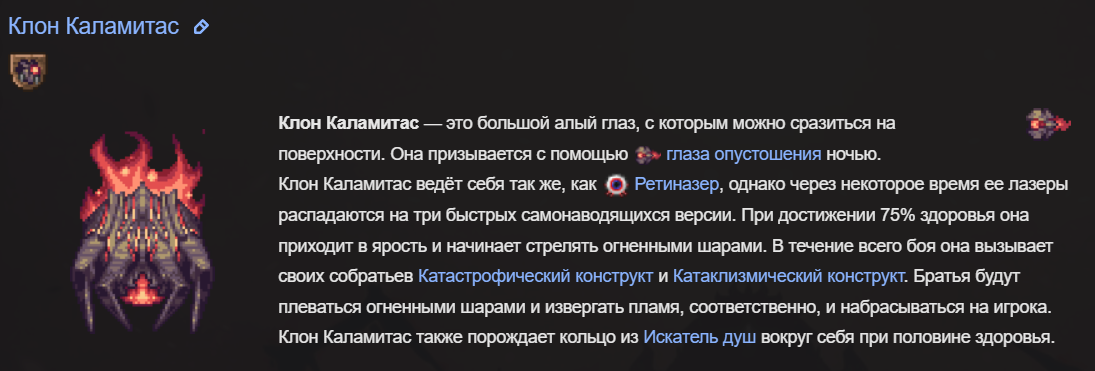 Клон Каламитас
Клон Каламитас — это большой алый глаз, с которым можно сразиться на
поверхности. Она призывается с помощью глаза опустошения ночью.
Клон Каламитас ведёт себя так же, как Ретиназер, однако через некоторое время ее лазеры
распадаются на три быстрых самонаводящихся версии. При достижении 75% здоровья она
приходит в ярость и начинает стрелять огненными шарами. В течение всего боя она вызывает
своих собратьев Катастрофический конструкт и Катаклизмический конструкт. Братья будут
плеваться огненными шарами и извергать пламя, соответственно, и набрасываться на игрока.
Клон Каламитас также порождает кольцо из Искатель душ вокруг себя при половине здоровья.